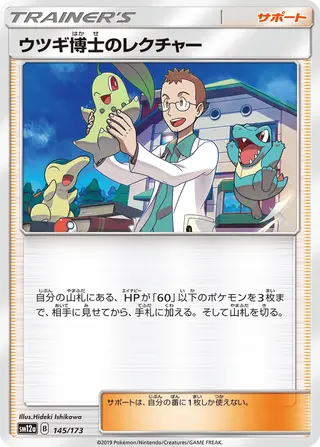 TRAINER'S
サポート
ウツギ博士のレクチャー
自分の山札にある、HPが「60」以下のポケモンを3枚ま
で、相手に見せてから、手札に加える。そして山札を切る。
Illus.Hideki Ishikawa
SM12a B 145/173
サポートは、自分の番に1枚しか使えない。
©2019 Pokémon/Nintendo/Creatures/GAME FREAK.